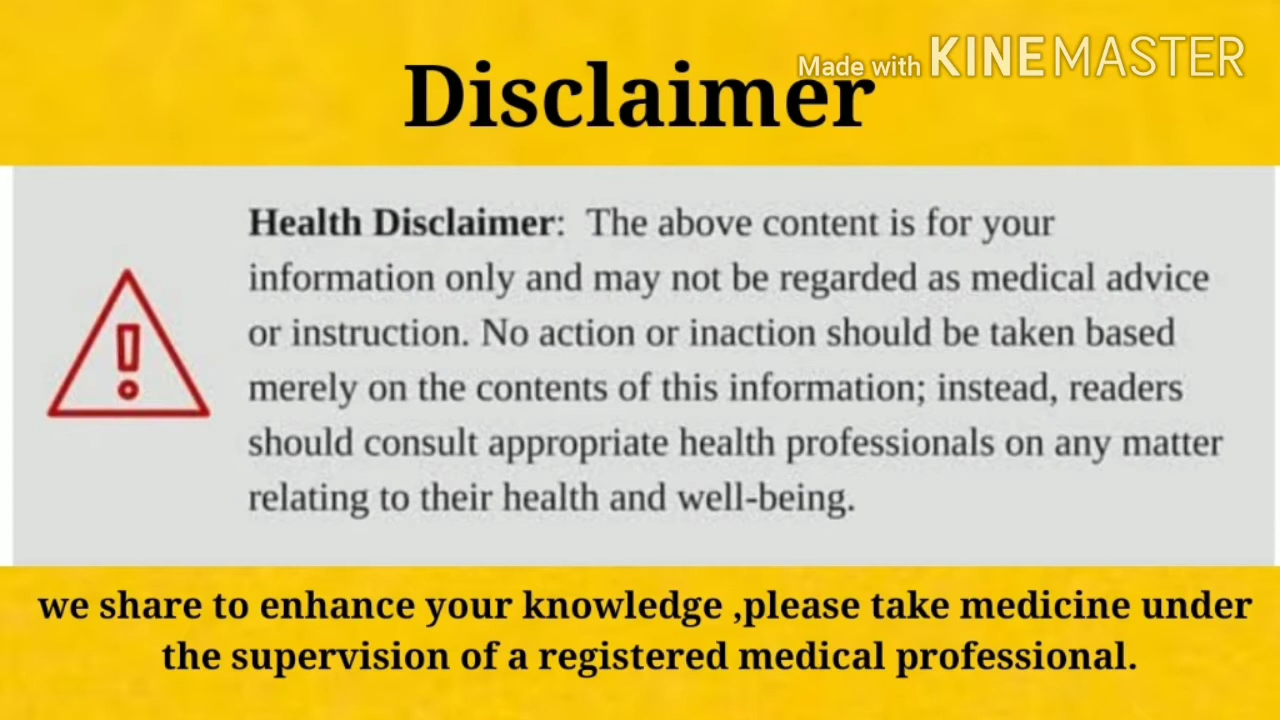 Made with KINEMASTER
Disclaimer
Health Disclaimer: The above content is for your
information only and may not be regarded as medical advice
or instruction. No action or inaction should be taken based
merely on the contents of this information; instead, readers
should consult appropriate health professionals on any matter
relating to their health and well-being.
we share to enhance your knowledge ,please take medicine under
the supervision of a registered medical professional.